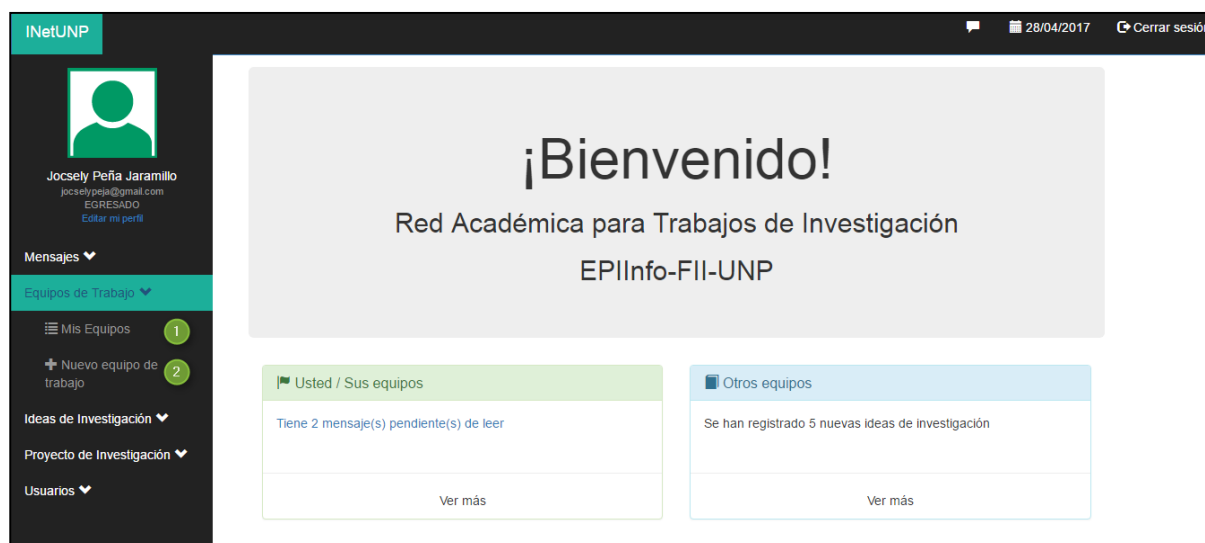 INetUNP
28/04/2017
Cerrar sesión
Jocsely Peña Jaramillo
jocselypeja@gmail.com
EGRESADO
Editar mi perfil
Mensajes
Equipos de Trabajo
Mis Equipos
1
Nuevo equipo de
trabajo
2
Ideas de Investigación
Proyecto de Investigación
Usuarios
¡Bienvenido!
Red Académica para Trabajos de Investigación
EPIInfo-FII-UNP
Usted / Sus equipos
Tiene 2 mensaje(s) pendiente(s) de leer
Ver más
Otros equipos
Se han registrado 5 nuevas ideas de investigación
Ver más